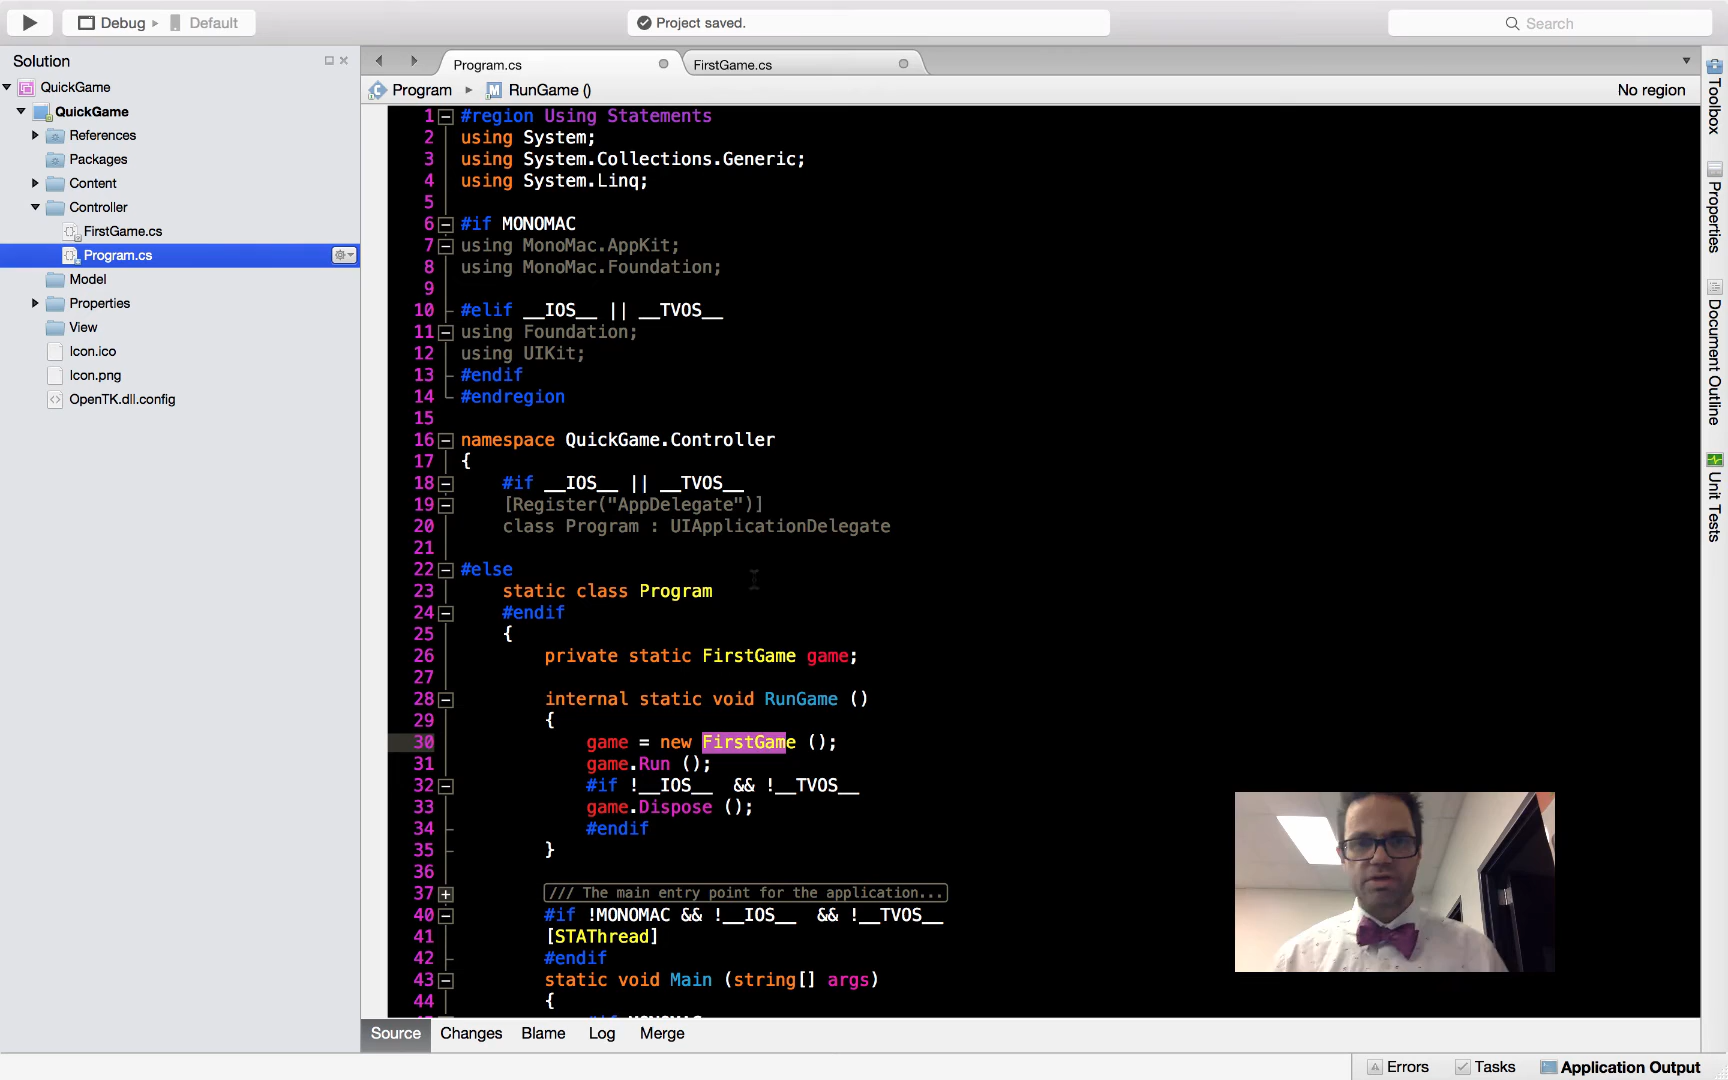 Debug Default
Project saved.
Search
Solution
QuickGame
QuickGame
References
Packages
Content
Controller
FirstGame.cs
Program.cs
Model
Properties
View
Icon.ico
Icon.png
OpenTK.dll.config
Program.cs FirstGame.cs
Program RunGame () No region
1 #region Using Statements
2 using System;
3 using System.Collections.Generic;
4 using System.Linq;
5
6 #if MONOMAC
7 using MonoMac.AppKit;
8 using MonoMac.Foundation;
9
10 #elif __IOS__ || __TVOS__
11 using Foundation;
12 using UIKit;
13 #endif
14 #endregion
15
16 namespace QuickGame.Controller
17 {
18 #if __IOS__ || __TVOS__
19 [Register("AppDelegate")]
20 class Program : UIApplicationDelegate
21
22 #else
23 static class Program
24 #endif
25 {
26 private static FirstGame game;
27
28 internal static void RunGame ()
29 {
30 game = new FirstGame ();
31 game.Run ();
32 #if !__IOS__ && !__TVOS__
33 game.Dispose ();
34 #endif
35 }
36
37 /// The main entry point for the application...
40 #if !MONOMAC && !__IOS__ && !__TVOS__
41 [STAThread]
42 #endif
43 static void Main (string[] args)
44 {
Source Changes Blame Log Merge
Toolbox
Properties
Document Outline
Unit Tests
Errors Tasks Application Output